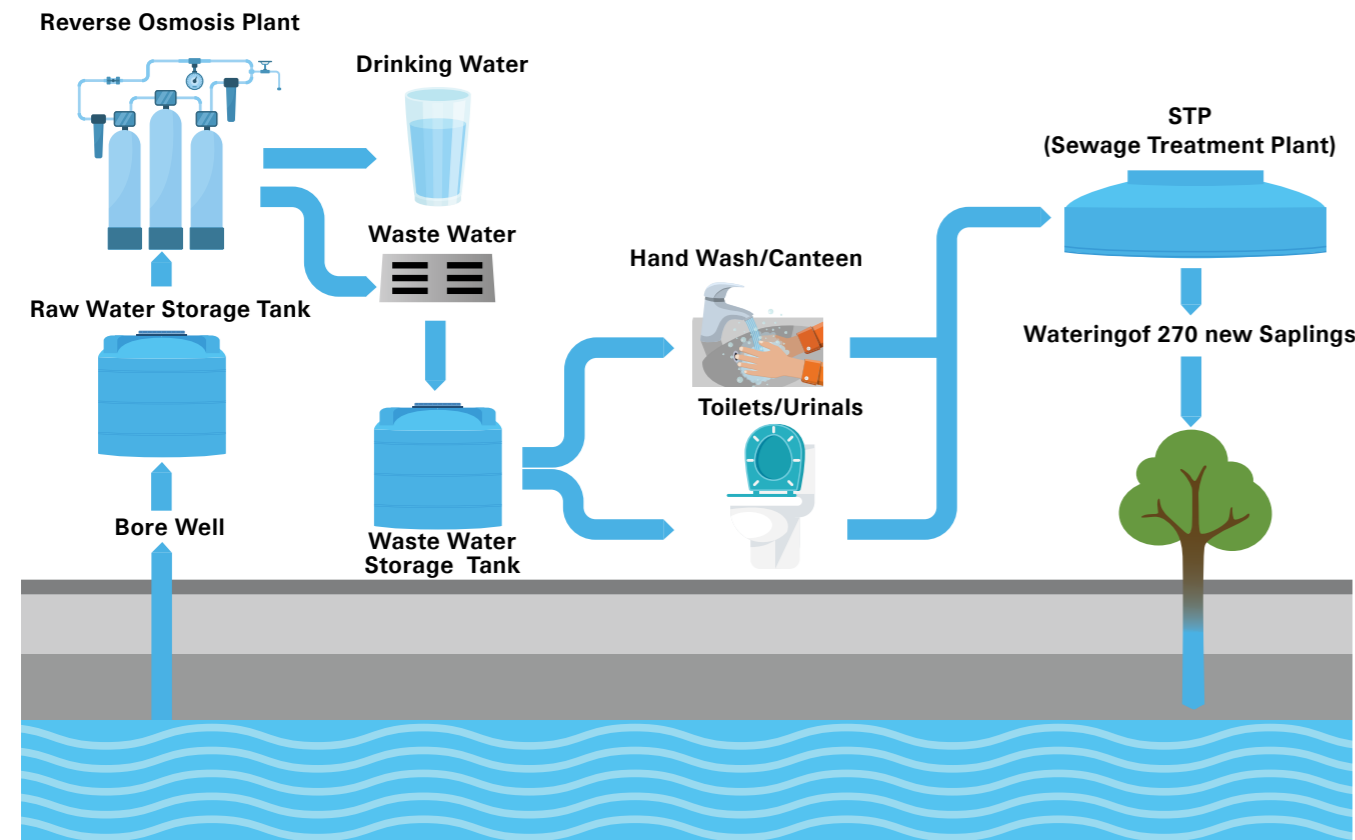 Reverse Osmosis Plant
Drinking Water
Waste Water
Raw Water Storage Tank
Bore Well
Waste Water
Storage Tank
Hand Wash/Canteen
Toilets/Urinals
STP
(Sewage Treatment Plant)
Wateringof 270 new Saplings